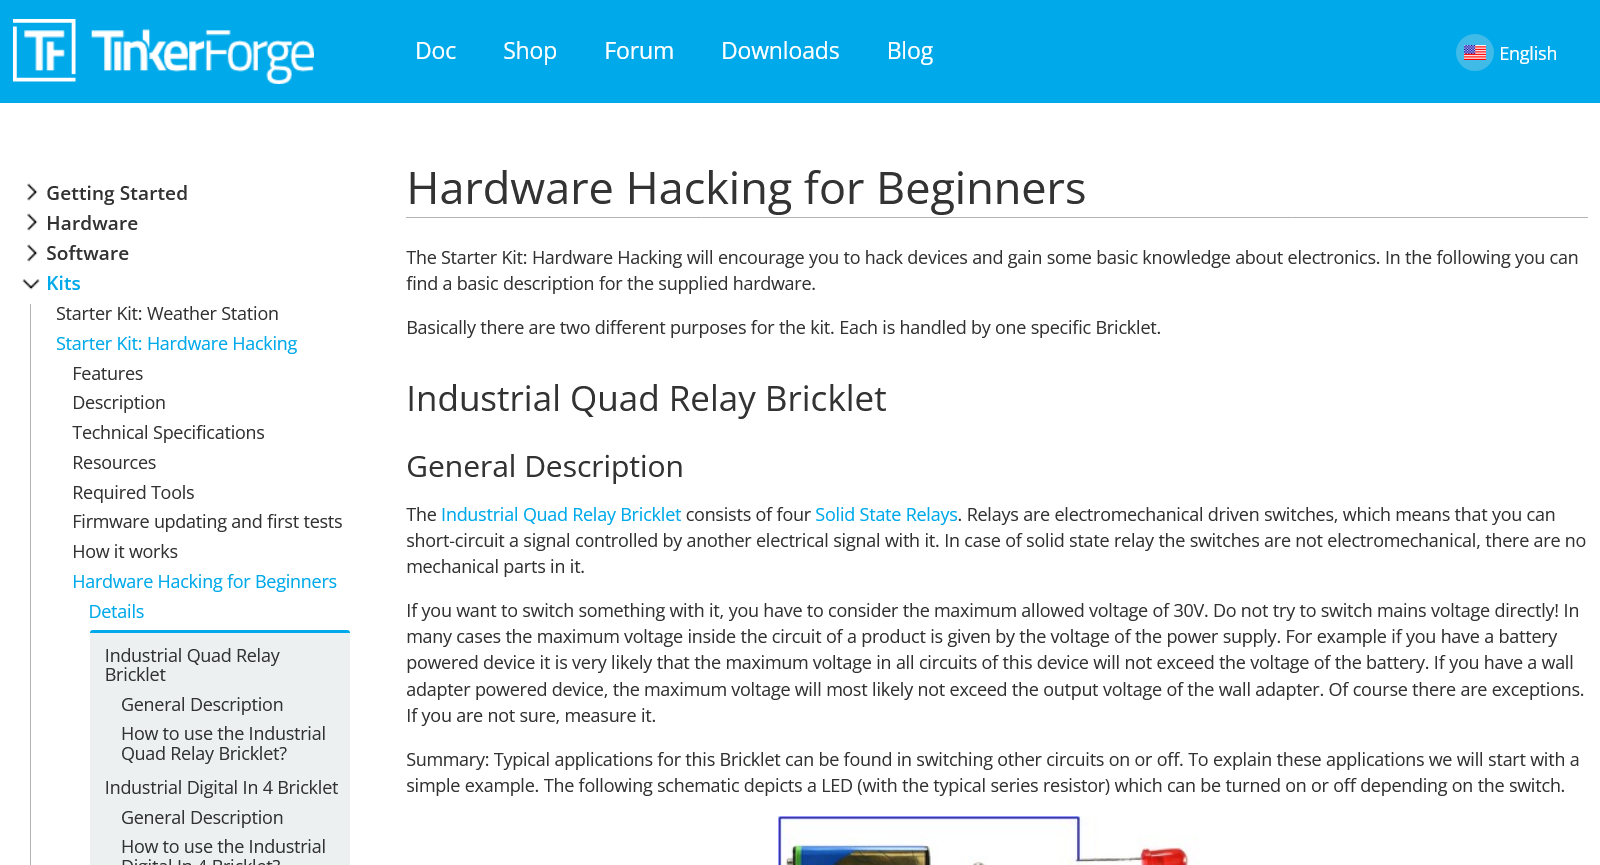 TF TinkerForge
Doc Shop Forum Downloads Blog
English
Getting Started
Hardware
Software
Kits
Starter Kit: Weather Station
Starter Kit: Hardware Hacking
Features
Description
Technical Specifications
Resources
Required Tools
Firmware updating and first tests
How it works
Hardware Hacking for Beginners
Details
Industrial Quad Relay
Bricklet
General Description
How to use the Industrial
Quad Relay Bricklet?
Industrial Digital In 4 Bricklet
General Description
How to use the Industrial
Digital In 4 Bricklet?
Hardware Hacking for Beginners
The Starter Kit: Hardware Hacking will encourage you to hack devices and gain some basic knowledge about electronics. In the following you can
find a basic description for the supplied hardware.
Basically there are two different purposes for the kit. Each is handled by one specific Bricklet.
Industrial Quad Relay Bricklet
General Description
The Industrial Quad Relay Bricklet consists of four Solid State Relays. Relays are electromechanical driven switches, which means that you can
short-circuit a signal controlled by another electrical signal with it. In case of solid state relay the switches are not electromechanical, there are no
mechanical parts in it.
If you want to switch something with it, you have to consider the maximum allowed voltage of 30V. Do not try to switch mains voltage directly! In
many cases the maximum voltage inside the circuit of a product is given by the voltage of the power supply. For example if you have a battery
powered device it is very likely that the maximum voltage in all circuits of this device will not exceed the voltage of the battery. If you have a wall
adapter powered device, the maximum voltage will most likely not exceed the output voltage of the wall adapter. Of course there are exceptions.
If you are not sure, measure it.
Summary: Typical applications for this Bricklet can be found in switching other circuits on or off. To explain these applications we will start with a
simple example. The following schematic depicts a LED (with the typical series resistor) which can be turned on or off depending on the switch.